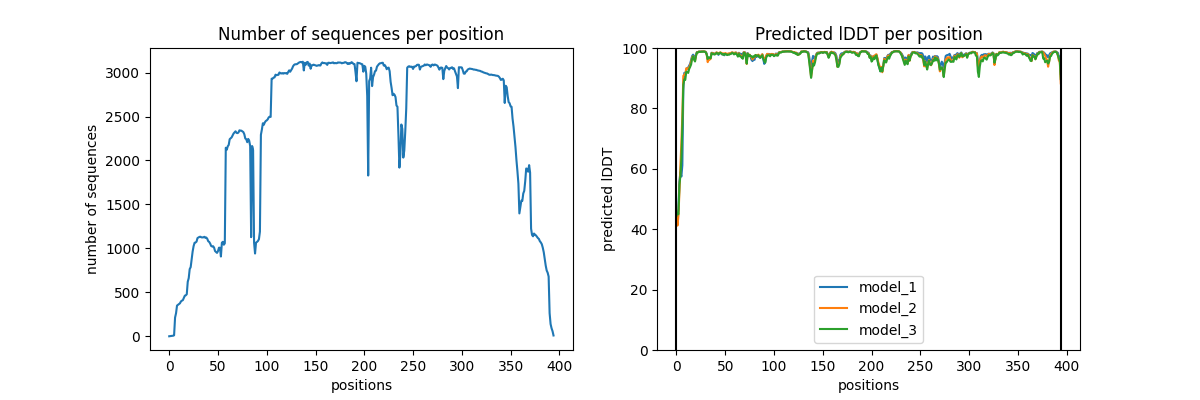 Number of sequences per position
number of sequences
3000
2500
2000
1500
1000
500
0
0 50 100 150 200 250 300 350 400
positions
Predicted lDDT per position
predicted lDDT
100
80
60
40
20
0
model_1
model_2
model_3
0 50 100 150 200 250 300 350 400
positions